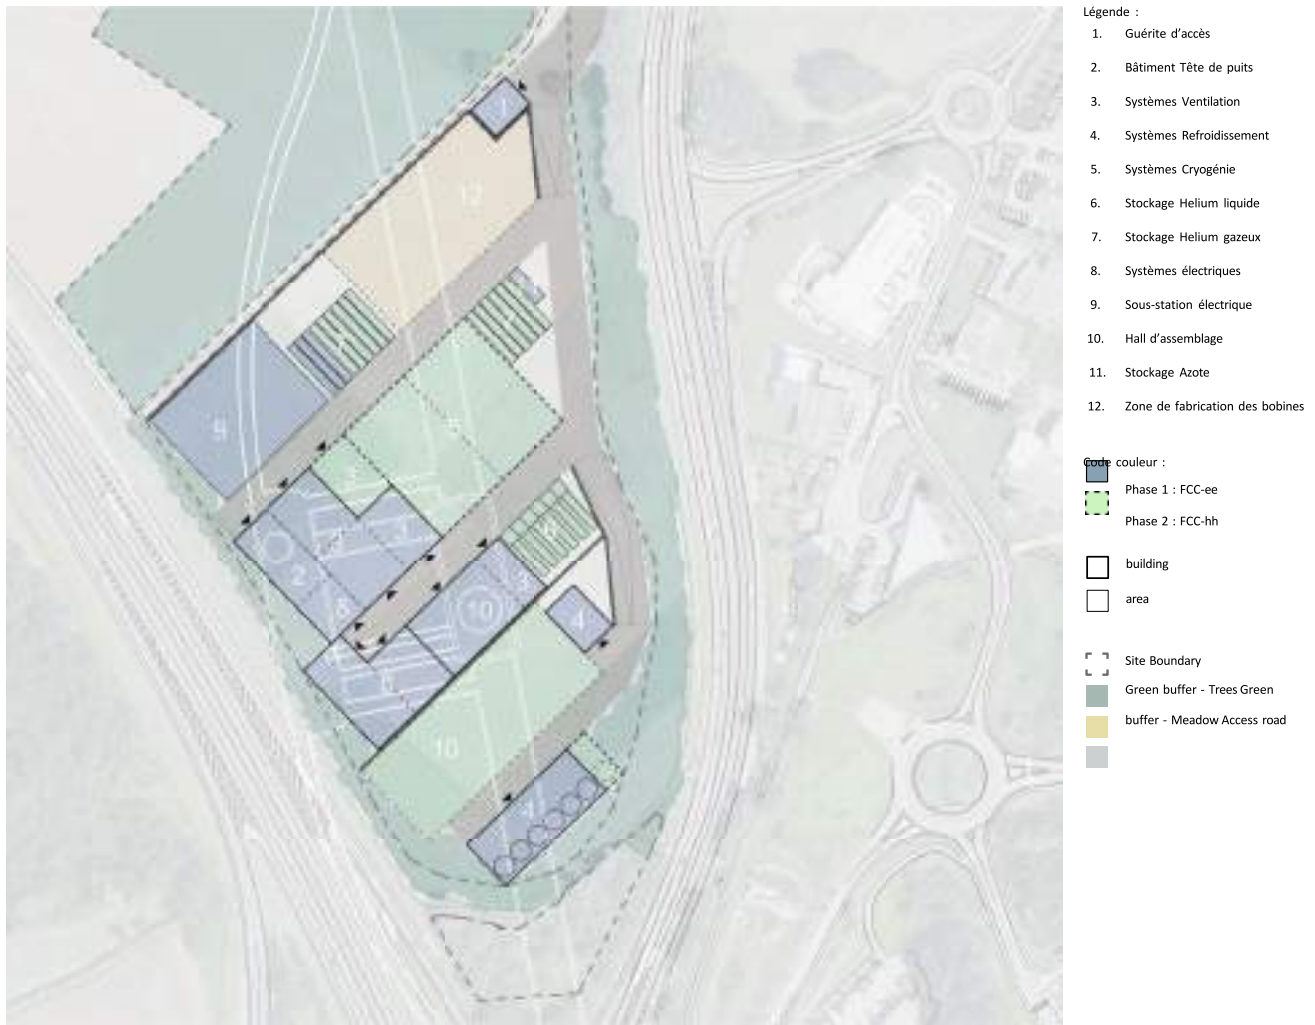 Légende :
1. Guérite d’accès
2. Bâtiment Tête de puits
3. Systèmes Ventilation
4. Systèmes Refroidissement
5. Systèmes Cryogénie
6. Stockage Helium liquide
7. Stockage Helium gazeux
8. Systèmes électriques
9. Sous-station électrique
10. Hall d’assemblage
11. Stockage Azote
12. Zone de fabrication des bobines
Code couleur :
Phase 1 : FCC-ee
Phase 2 : FCC-hh
building
area
Site Boundary
Green buffer - Trees Green
buffer - Meadow Access road
12
9
2
8
10
4
10